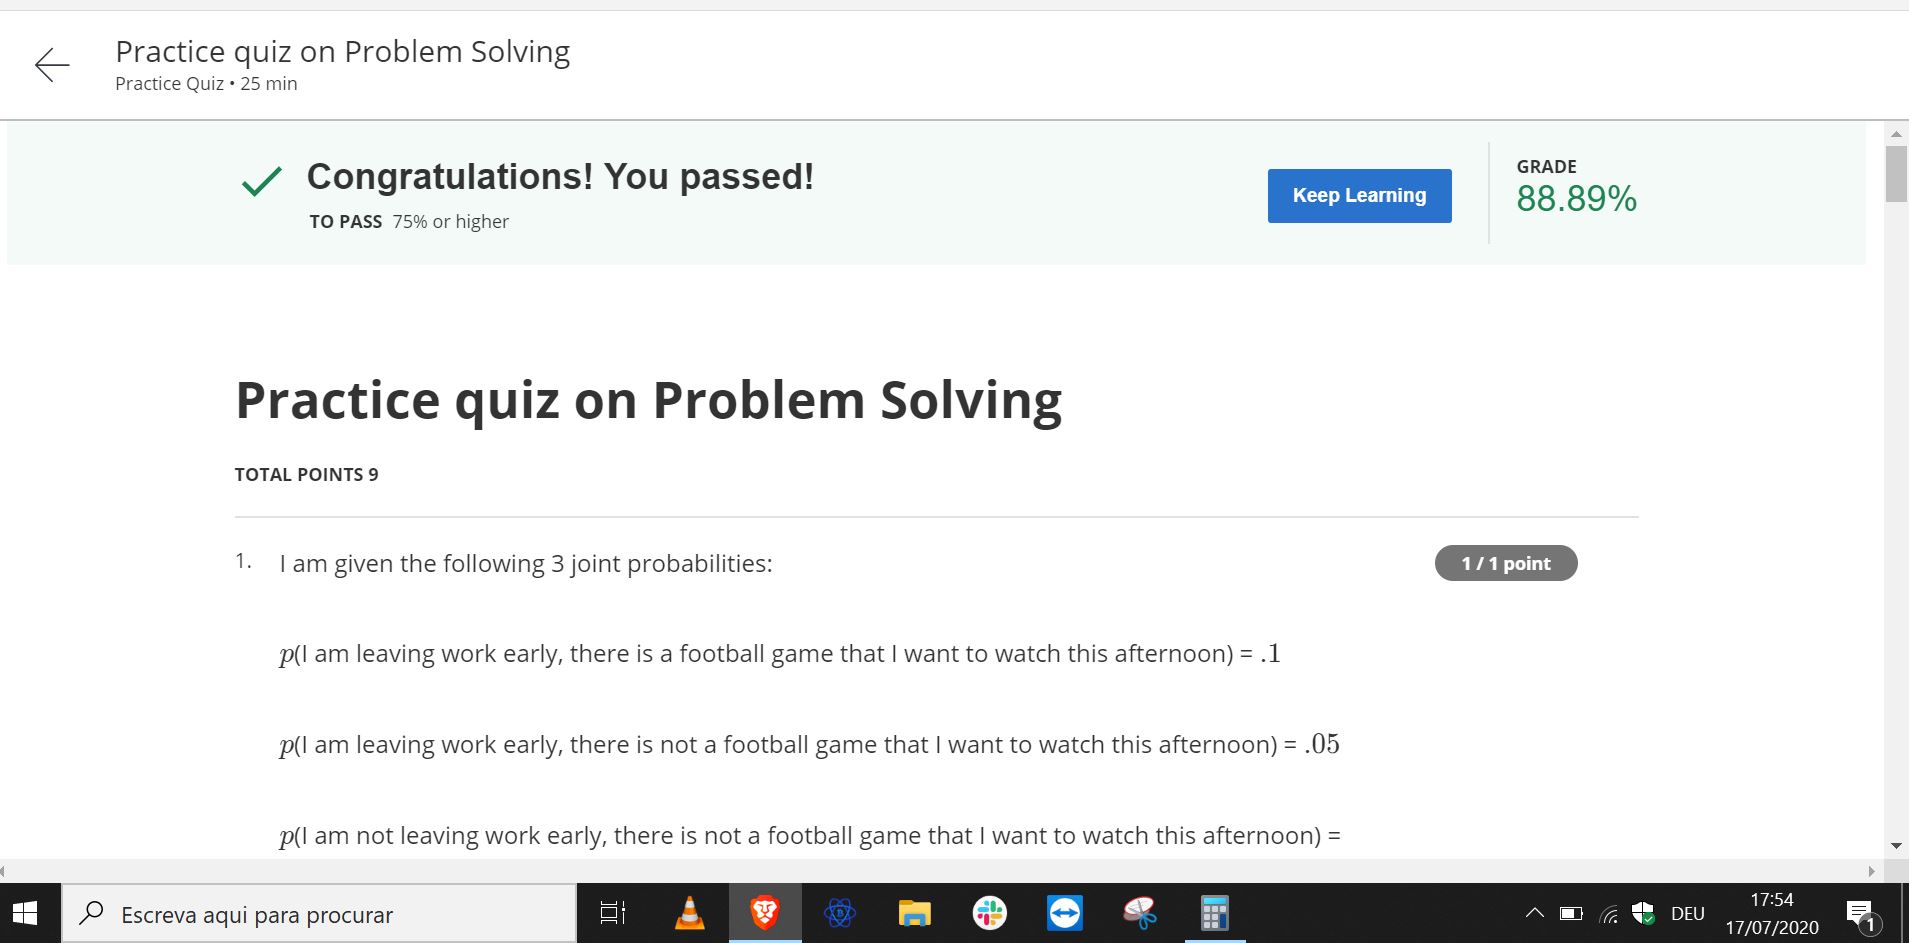 Practice quiz on Problem Solving
Practice Quiz • 25 min
Congratulations! You passed!
TO PASS 75% or higher
Keep Learning
GRADE
88.89%
Practice quiz on Problem Solving
TOTAL POINTS 9
1. I am given the following 3 joint probabilities:
1 / 1 point
p(I am leaving work early, there is a football game that I want to watch this afternoon) = .1
p(I am leaving work early, there is not a football game that I want to watch this afternoon) = .05
p(I am not leaving work early, there is not a football game that I want to watch this afternoon) =
Escreva aqui para procurar
DEU
17:54
17/07/2020
1